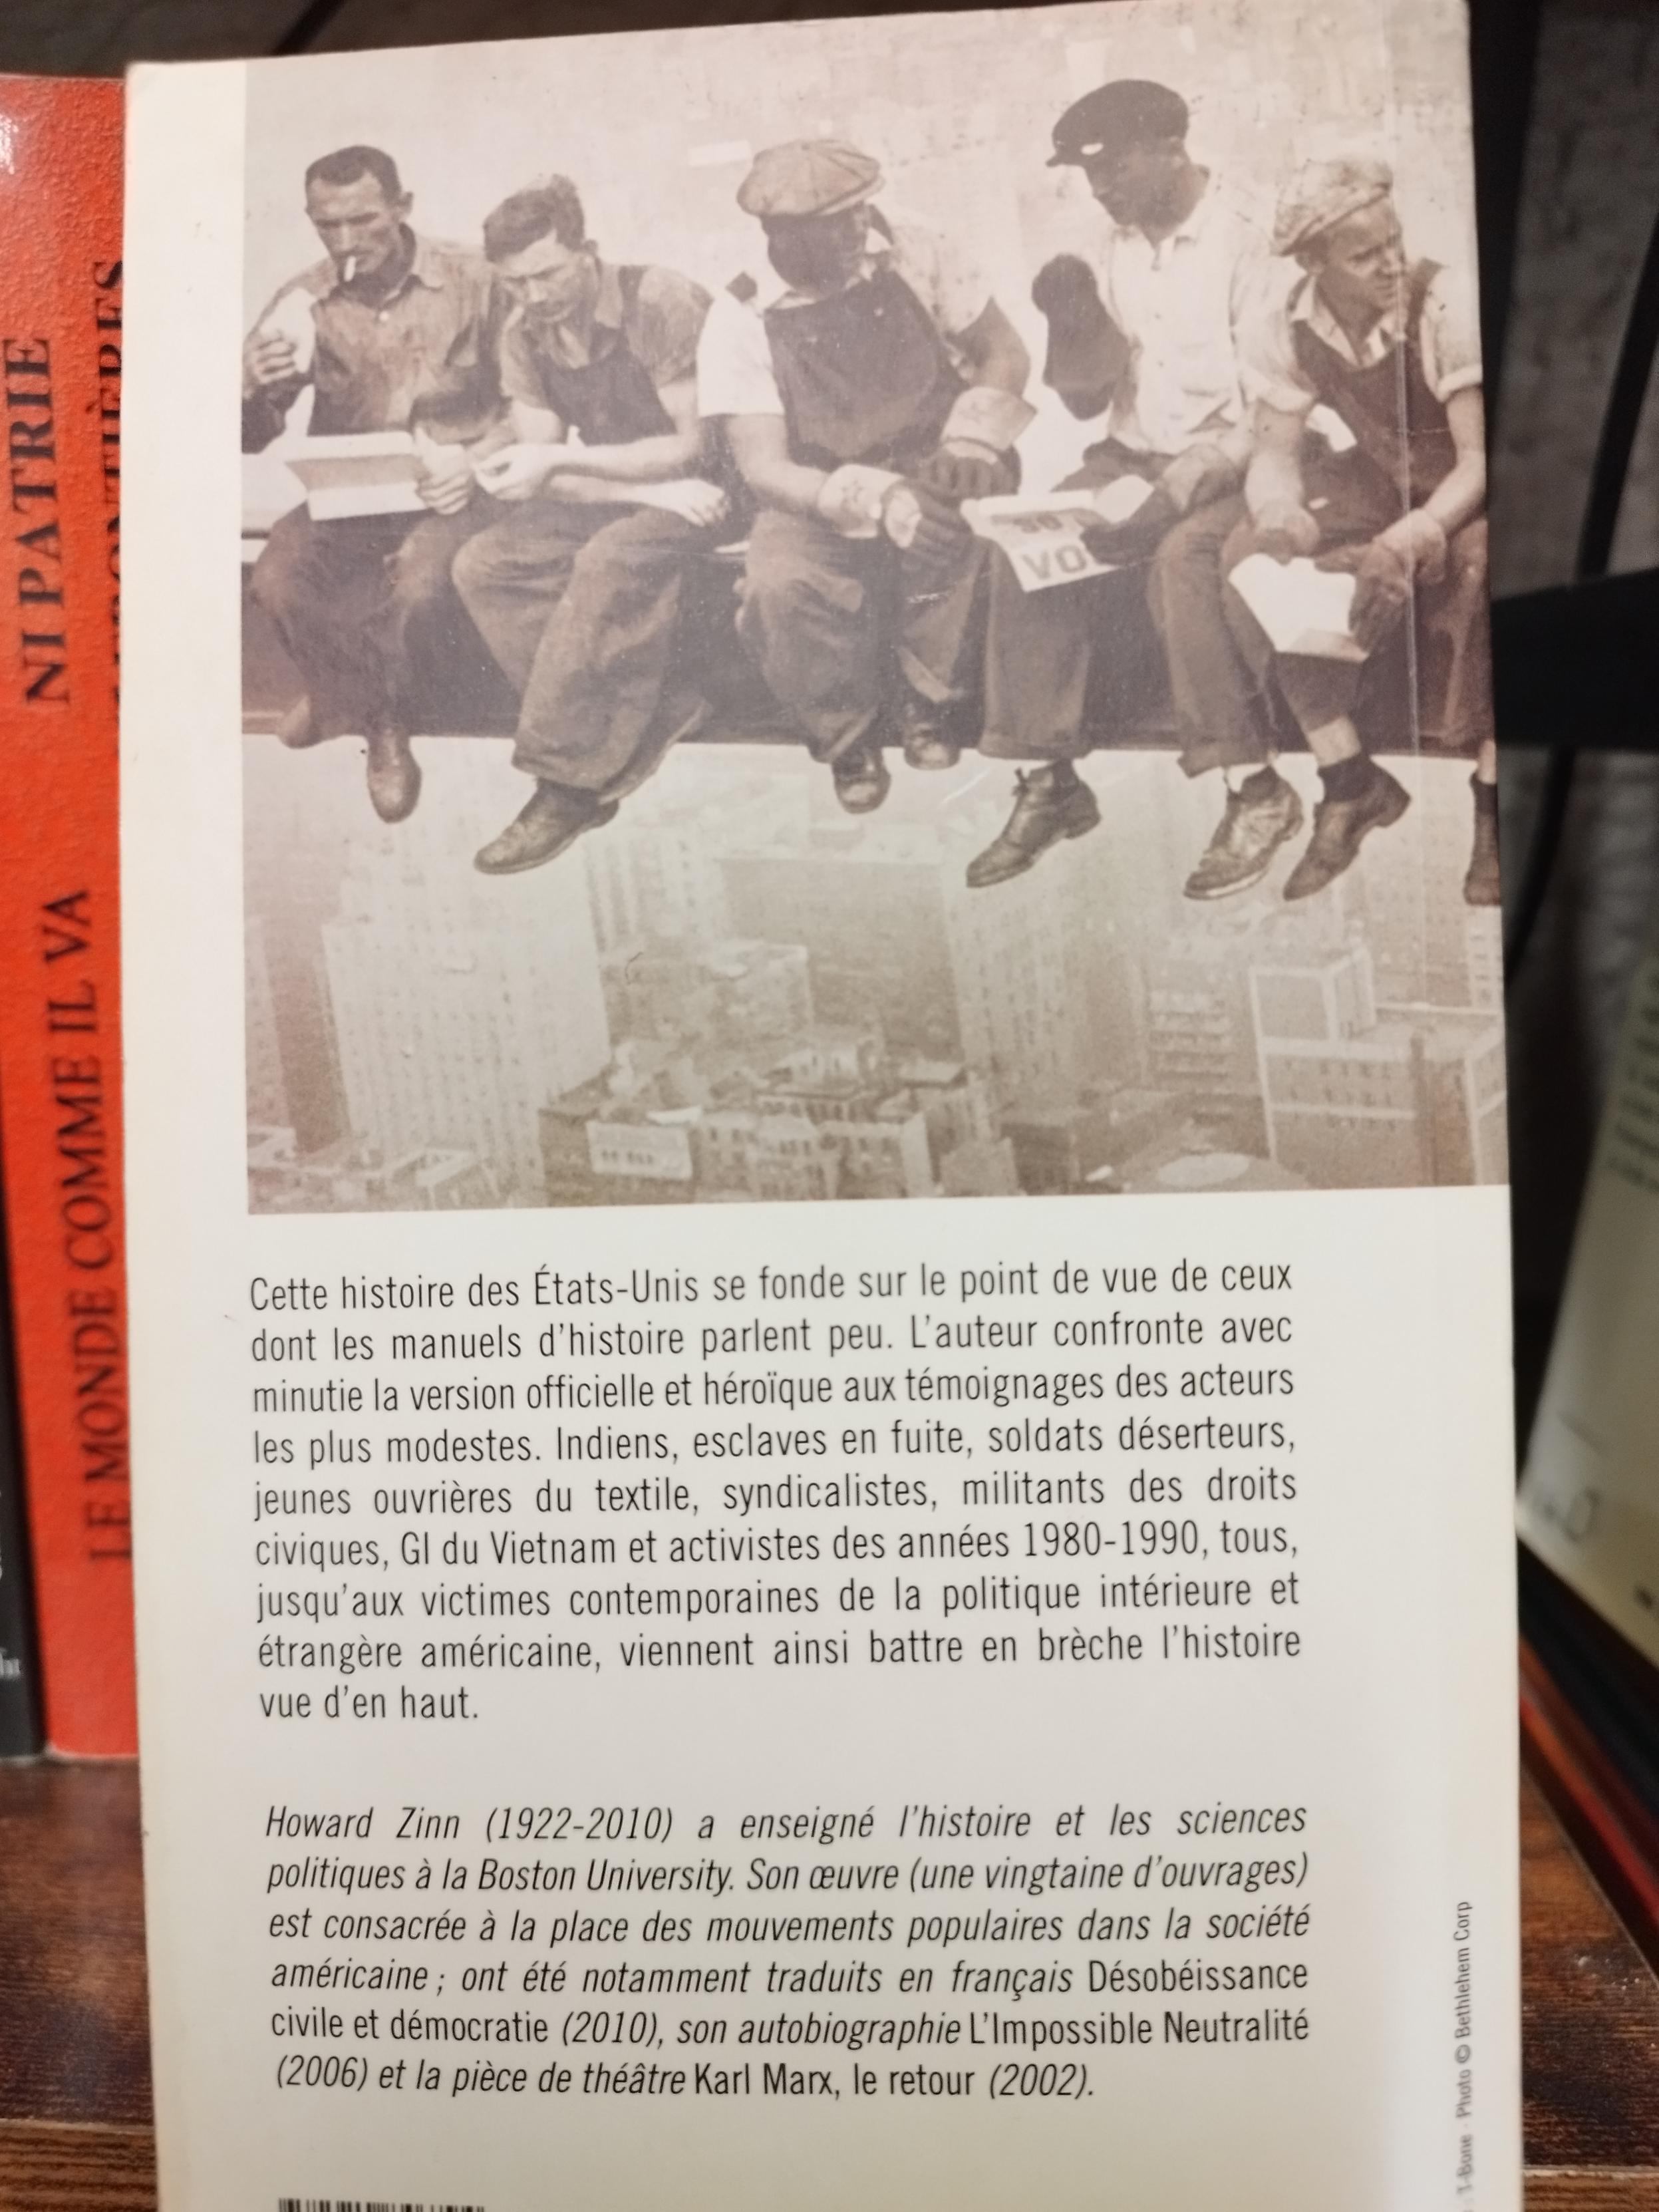 NI PATRIE
LE MONDE COMME IL VA
VO
Cette histoire des États-Unis se fonde sur le point de vue de ceux
dont les manuels d'histoire parlent peu. L'auteur confronte avec
minutie la version officielle et héroïque aux témoignages des acteurs
les plus modestes. Indiens, esclaves en fuite, soldats déserteurs,
jeunes ouvrières du textile, syndicalistes, militants des droits
civiques, GI du Vietnam et activistes des années 1980-1990, tous,
jusqu'aux victimes contemporaines de la politique intérieure et
étrangère américaine, viennent ainsi battre en brèche l'histoire
vue d'en haut.
Howard Zinn (1922-2010) a enseigné l'histoire et les sciences
politiques à la Boston University. Son œuvre (une vingtaine d'ouvrages)
est consacrée à la place des mouvements populaires dans la société
américaine ; ont été notamment traduits en français Désobéissance
civile et démocratie (2010), son autobiographie L'Impossible Neutralité
(2006) et la pièce de théâtre Karl Marx, le retour (2002).
T-Bone · Photo © Bethlehem Corp